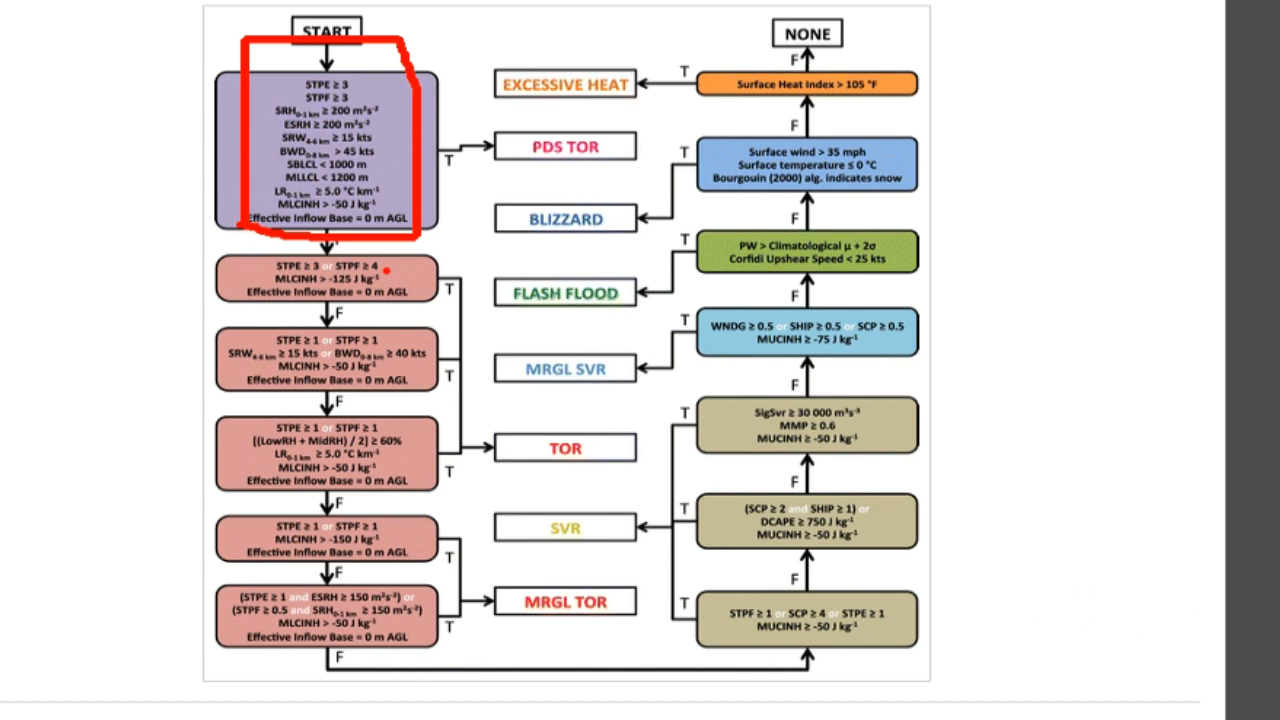 START
STPE ≥ 3
STPF ≥ 3
SRH0-1 km ≥ 200 m²s⁻²
ESRH ≥ 200 m²s⁻²
SRW4-6 km ≥ 15 kts
BWD0-8 km > 45 kts
SBLCL < 1000 m
MLLCL < 1200 m
LR0-1 km ≥ 5.0 °C km⁻¹
MLCINH > -50 J kg⁻¹
Effective Inflow Base = 0 m AGL
T
F
STPE ≥ 3 or STPF ≥ 4
MLCINH > -125 J kg⁻¹
Effective Inflow Base = 0 m AGL
T
F
STPE ≥ 1 or STPF ≥ 1
SRW4-6 km ≥ 15 kts or BWD0-8 km ≥ 40 kts
MLCINH > -50 J kg⁻¹
Effective Inflow Base = 0 m AGL
T
F
STPE ≥ 1 or STPF ≥ 1
[(LowRH + MidRH) / 2] ≥ 60%
LR0-1 km ≥ 5.0 °C km⁻¹
MLCINH > -50 J kg⁻¹
Effective Inflow Base = 0 m AGL
T
F
STPE ≥ 1 or STPF ≥ 1
MLCINH > -150 J kg⁻¹
Effective Inflow Base = 0 m AGL
T
F
(STPE ≥ 1 and ESRH ≥ 150 m²s⁻²) or
(STPF ≥ 0.5 and SRH0-1 km ≥ 150 m²s⁻²)
MLCINH > -50 J kg⁻¹
Effective Inflow Base = 0 m AGL
T
F
EXCESSIVE HEAT
PDS TOR
BLIZZARD
FLASH FLOOD
MRGL SVR
TOR
SVR
MRGL TOR
NONE
F
T
Surface Heat Index > 105 °F
F
T
Surface wind > 35 mph
Surface temperature ≤ 0 °C
Bourgouin (2000) alg. indicates snow
F
T
PW > Climatological μ + 2σ
Corfidi Upshear Speed < 25 kts
F
T
WNDG ≥ 0.5 or SHIP ≥ 0.5 or SCP ≥ 0.5
MUCINH ≥ -75 J kg⁻¹
F
T
SigSvr ≥ 30 000 m³s⁻³
MMP ≥ 0.6
MUCINH ≥ -50 J kg⁻¹
F
T
(SCP ≥ 2 and SHIP ≥ 1) or
DCAPE ≥ 750 J kg⁻¹
MUCINH ≥ -50 J kg⁻¹
F
T
STPF ≥ 1 or SCP ≥ 4 or STPE ≥ 1
MUCINH ≥ -50 J kg⁻¹